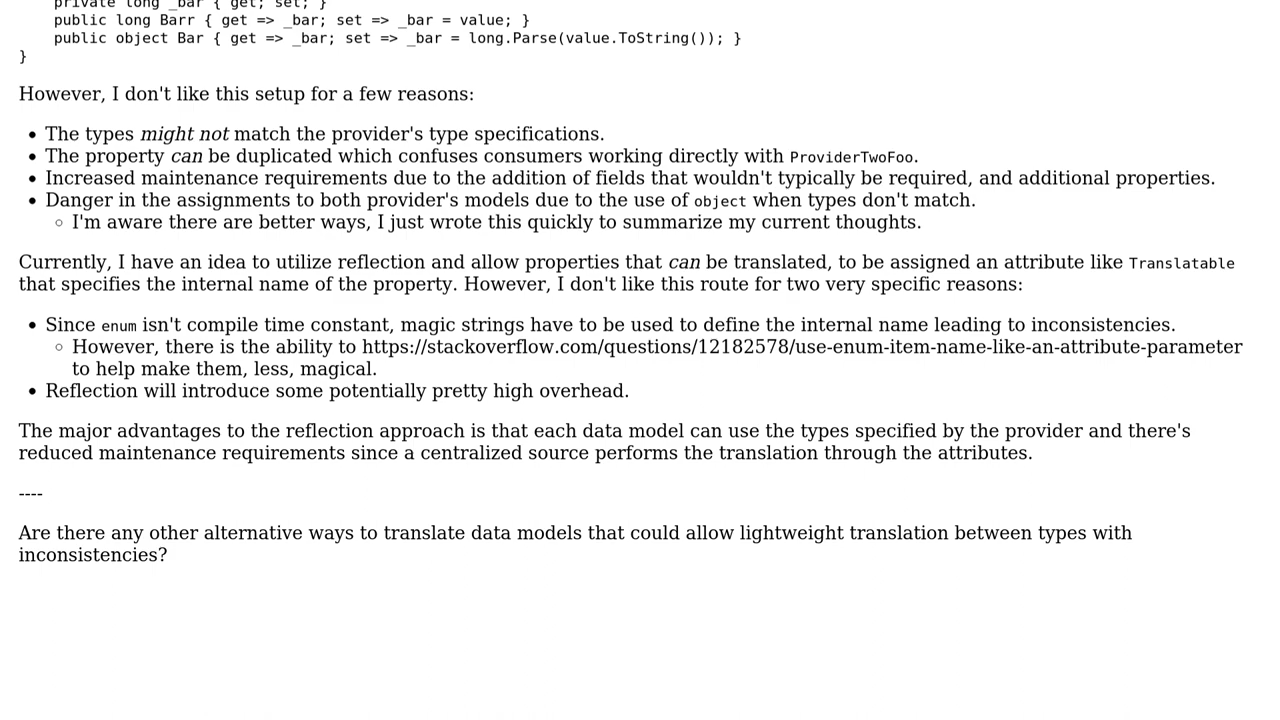 private long _bar { get; set; }
public long Barr { get => _bar; set => _bar = value; }
public object Bar { get => _bar; set => _bar = long.Parse(value.ToString()); }
}
However, I don't like this setup for a few reasons:
• The types might not match the provider's type specifications.
• The property can be duplicated which confuses consumers working directly with ProviderTwoFoo.
• Increased maintenance requirements due to the addition of fields that wouldn't typically be required, and additional properties.
• Danger in the assignments to both provider's models due to the use of object when types don't match.
◦ I'm aware there are better ways, I just wrote this quickly to summarize my current thoughts.
Currently, I have an idea to utilize reflection and allow properties that can be translated, to be assigned an attribute like Translatable
that specifies the internal name of the property. However, I don't like this route for two very specific reasons:
• Since enum isn't compile time constant, magic strings have to be used to define the internal name leading to inconsistencies.
◦ However, there is the ability to https://stackoverflow.com/questions/12182578/use-enum-item-name-like-an-attribute-parameter
to help make them, less, magical.
• Reflection will introduce some potentially pretty high overhead.
The major advantages to the reflection approach is that each data model can use the types specified by the provider and there's
reduced maintenance requirements since a centralized source performs the translation through the attributes.
----
Are there any other alternative ways to translate data models that could allow lightweight translation between types with
inconsistencies?